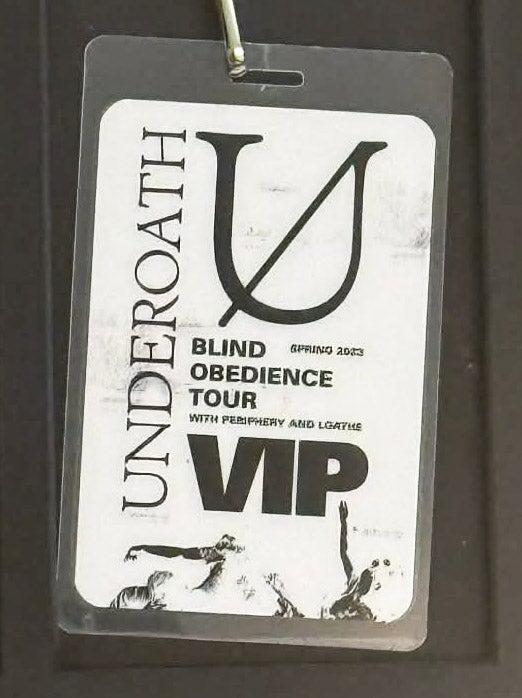 UNDEROATH
BLIND SPRING 2023
OBEDIENCE
TOUR
WITH PERIPHERY AND LOATHE
VIP